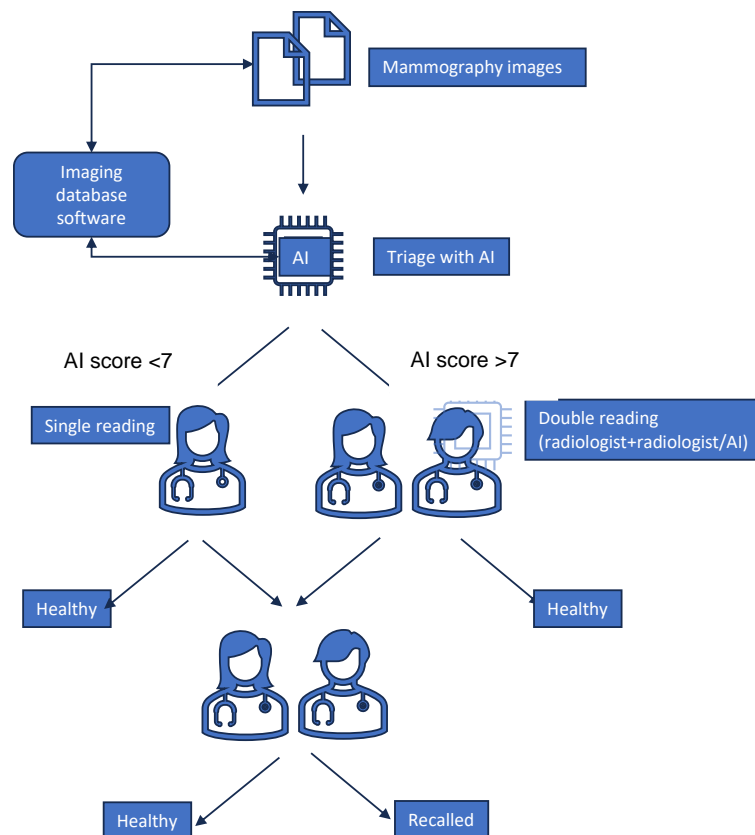 Mammography images
Imaging
database
software
AI
Triage with AI
AI score <7
AI score >7
Single reading
Double reading
(radiologist+radiologist/AI)
Healthy
Healthy
Healthy
Recalled